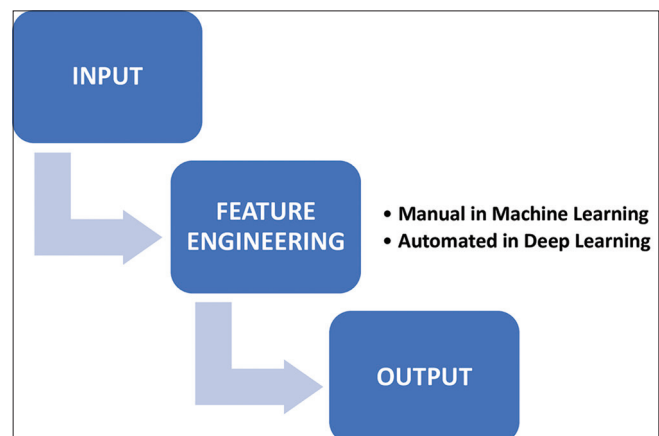 INPUT
FEATURE
ENGINEERING
• Manual in Machine Learning
• Automated in Deep Learning
OUTPUT